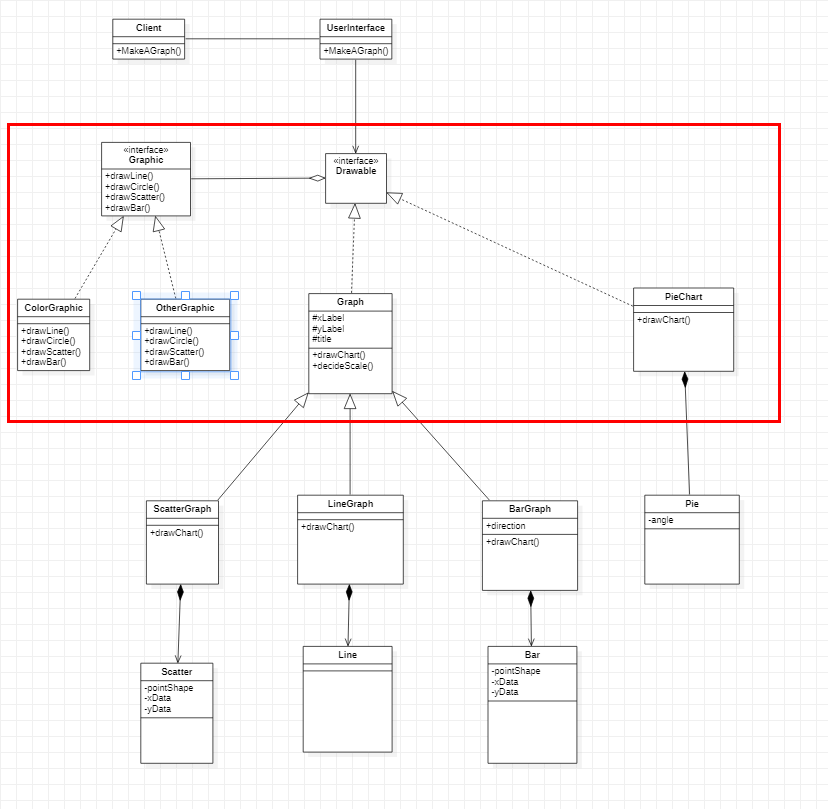 Client
+MakeAGraph()
UserInterface
+MakeAGraph()
«interface»
Graphic
+drawLine()
+drawCircle()
+drawScatter()
+drawBar()
«interface»
Drawable
ColorGraphic
+drawLine()
+drawCircle()
+drawScatter()
+drawBar()
OtherGraphic
+drawLine()
+drawCircle()
+drawScatter()
+drawBar()
Graph
#xLabel
#yLabel
#title
+drawChart()
+decideScale()
PieChart
+drawChart()
ScatterGraph
+drawChart()
LineGraph
+drawChart()
BarGraph
+direction
+drawChart()
Pie
-angle
Scatter
-pointShape
-xData
-yData
Line
Bar
-pointShape
-xData
-yData